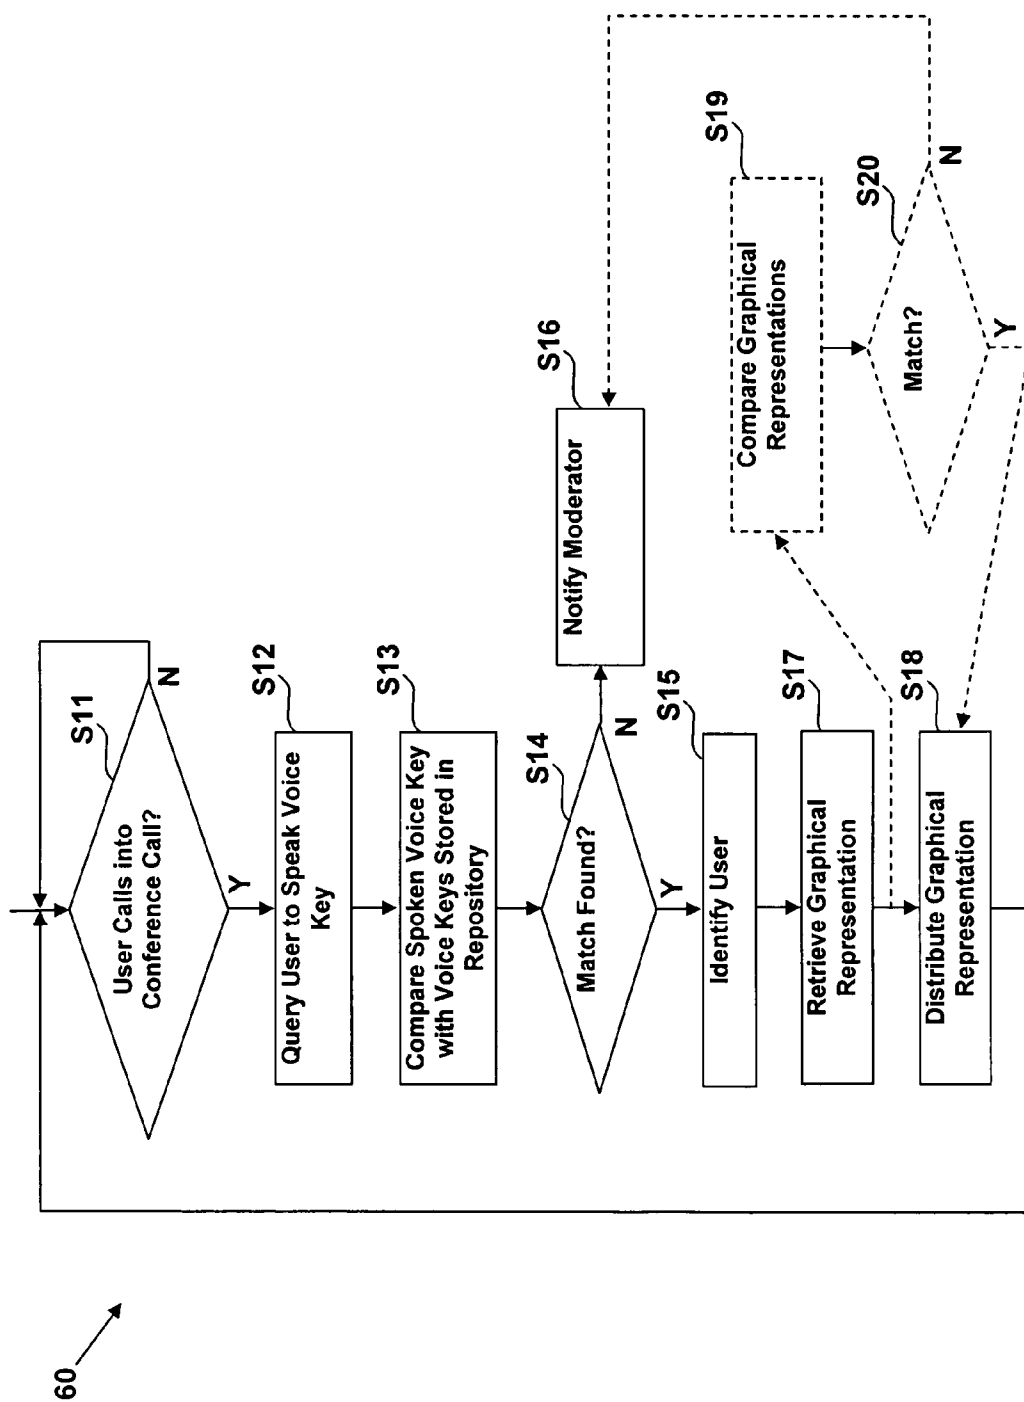 60
User Calls into
Conference Call?
S11
N
Y
Query User to Speak Voice
Key
S12
Compare Spoken Voice Key
with Voice Keys Stored in
Repository
S13
Match Found?
S14
N
Y
Notify Moderator
S16
Identify User
S15
Retrieve Graphical
Representation
S17
Distribute Graphical
Representation
S18
Compare Graphical
Representations
S19
Match?
S20
N
Y